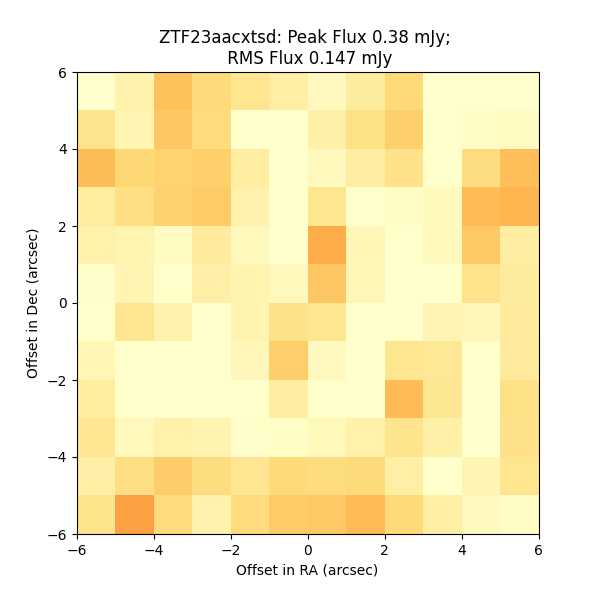 ZTF23aacxtsd: Peak Flux 0.38 mJy;
RMS Flux 0.147 mJy
6
4
2
0
−2
−4
−6
Offset in Dec (arcsec)
−6 −4 −2 0 2 4 6
Offset in RA (arcsec)